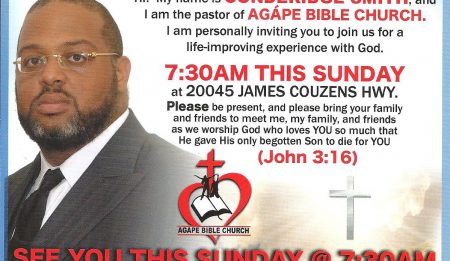 Hi! My name is SONDERIDGE SMITH, and
I am the pastor of AGÁPE BIBLE CHURCH.
I am personally inviting you to join us for a
life-improving experience with God.
7:30AM THIS SUNDAY
at 20045 JAMES COUZENS HWY.
Please be present, and please bring your family
and friends to meet me, my family, and friends
as we worship God who loves YOU so much that
He gave His only begotten Son to die for YOU
(John 3:16)
AGÁPE BIBLE CHURCH
SEE YOU THIS SUNDAY @ 7:30AM